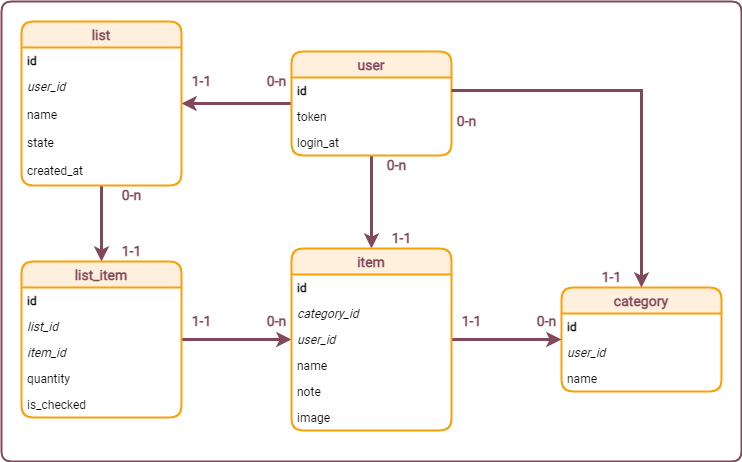 list
id
user_id
name
state
created_at
1-1
0-n
user
id
token
login_at
0-n
0-n
0-n
1-1
1-1
1-1
list_item
id
list_id
item_id
quantity
is_checked
1-1
0-n
item
id
category_id
user_id
name
note
image
1-1
0-n
category
id
user_id
name